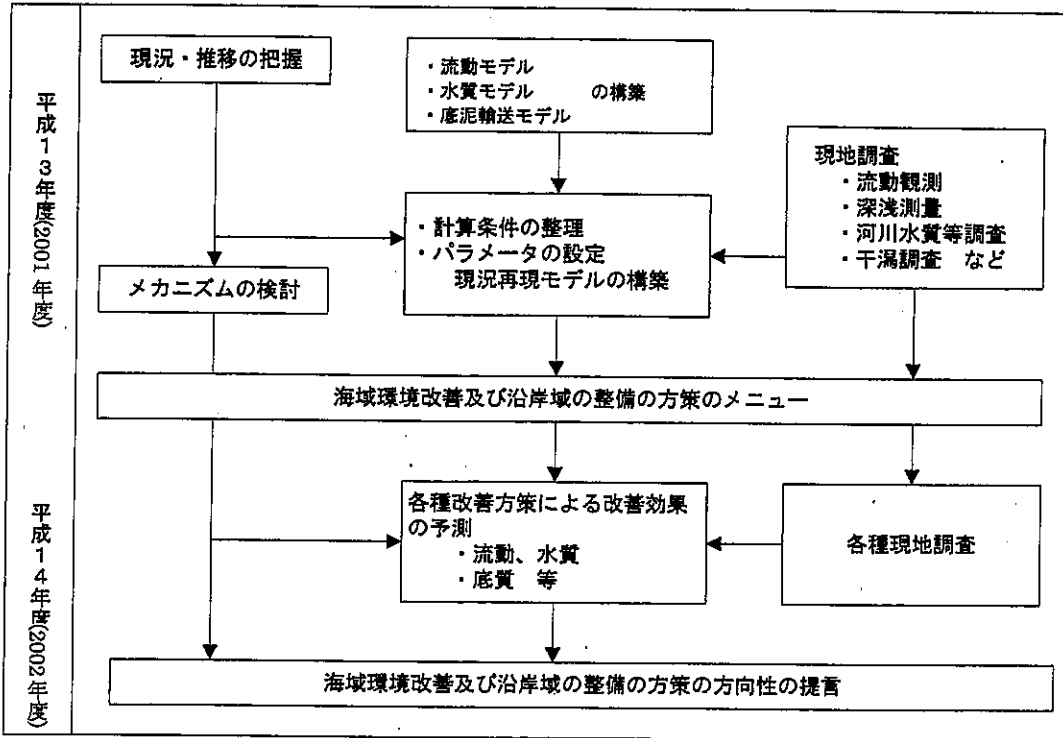 平成13年度(2001年度)
現況・推移の把握
・流動モデル
・水質モデル　　の構築
・底泥輸送モデル
現地調査
・流動観測
・深浅測量
・河川水質等調査
・干潟調査　など
・計算条件の整理
・パラメータの設定
現況再現モデルの構築
メカニズムの検討
海域環境改善及び沿岸域の整備の方策のメニュー
平成14年度(2002年度)
各種改善方策による改善効果
の予測
・流動、水質
・底質　等
各種現地調査
海域環境改善及び沿岸域の整備の方策の方向性の提言